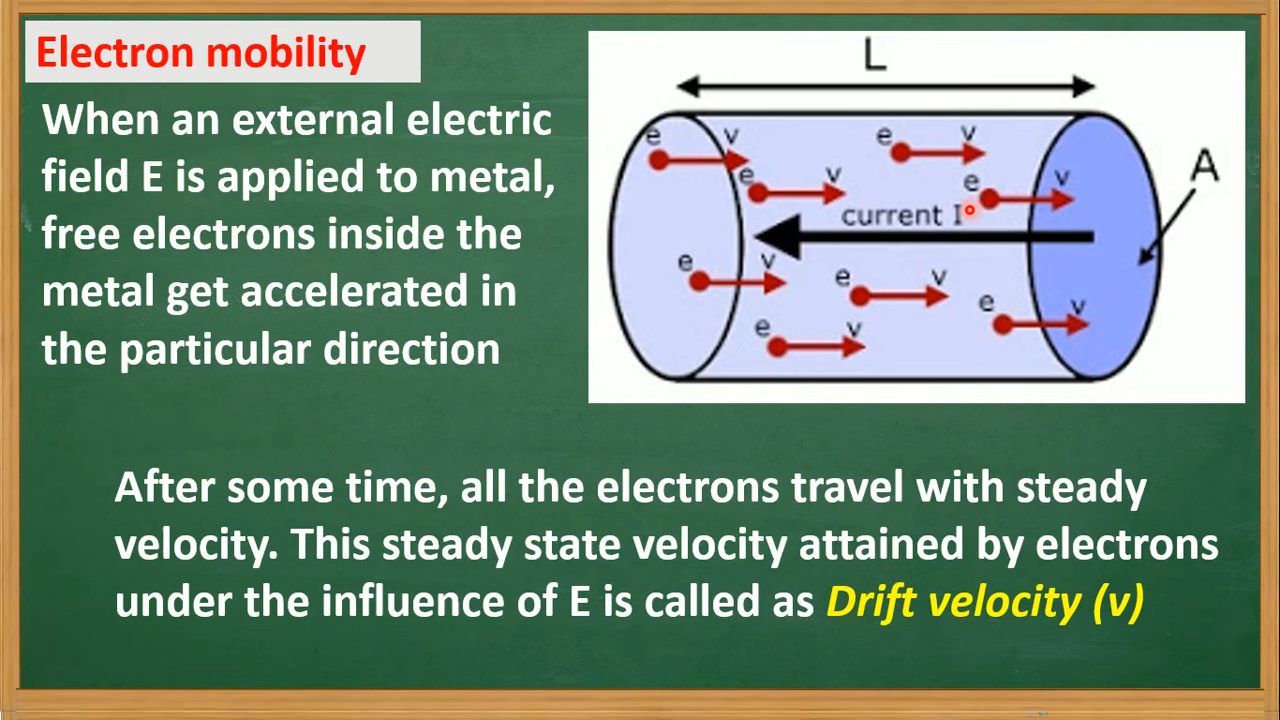 Electron mobility
When an external electric
field E is applied to metal,
free electrons inside the
metal get accelerated in
the particular direction
L
e v
e v
e v
e v
A
current I
e v
e v
e v
e v
After some time, all the electrons travel with steady
velocity. This steady state velocity attained by electrons
under the influence of E is called as Drift velocity (v)